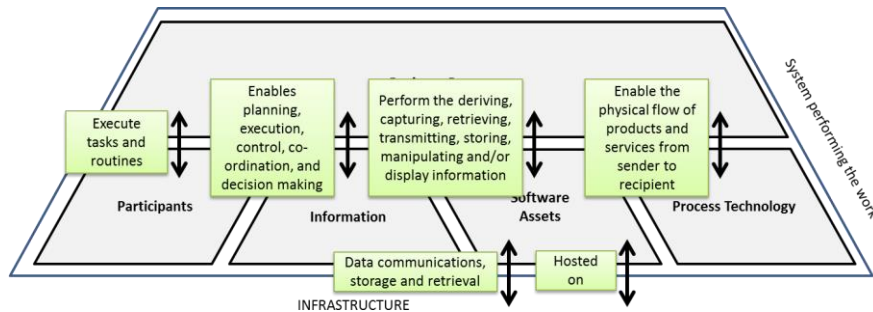 Execute
tasks and
routines
Enables
planning,
execution,
control, co-
ordination, and
decision making
Perform the deriving,
capturing, retrieving,
transmitting, storing,
manipulating and/or
display information
Enable the
physical flow of
products and
services from
sender to
recipient
System performing the work
Participants
Information
Software
Assets
Process Technology
Data communications,
storage and retrieval
Hosted
on
INFRASTRUCTURE